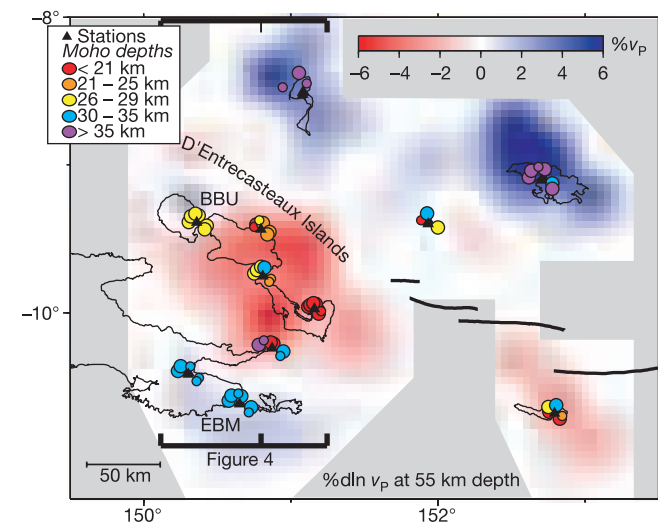 −8°
Stations
Moho depths
< 21 km
21 – 25 km
26 – 29 km
30 – 35 km
> 35 km
%vP
−6 −4 −2 0 2 4 6
D'Entrecasteaux Islands
BBU
−10°
EBM
Figure 4
50 km
%dln vP at 55 km depth
150° 152°